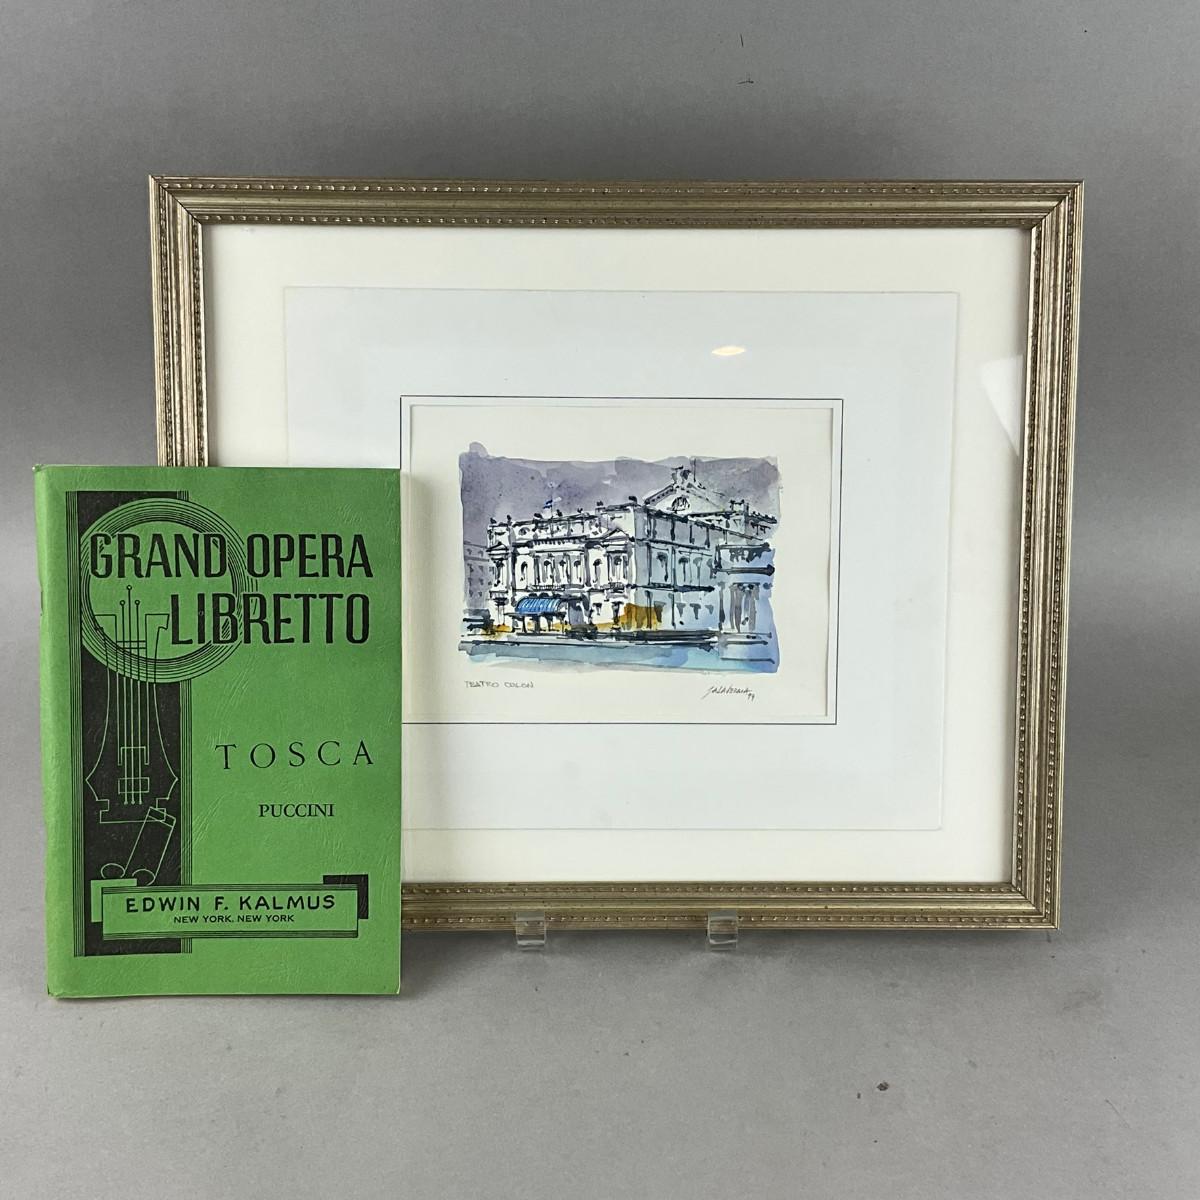 GRAND OPERA
LIBRETTO
TOSCA
PUCCINI
EDWIN F. KALMUS
NEW YORK, NEW YORK
TEATRO COLON